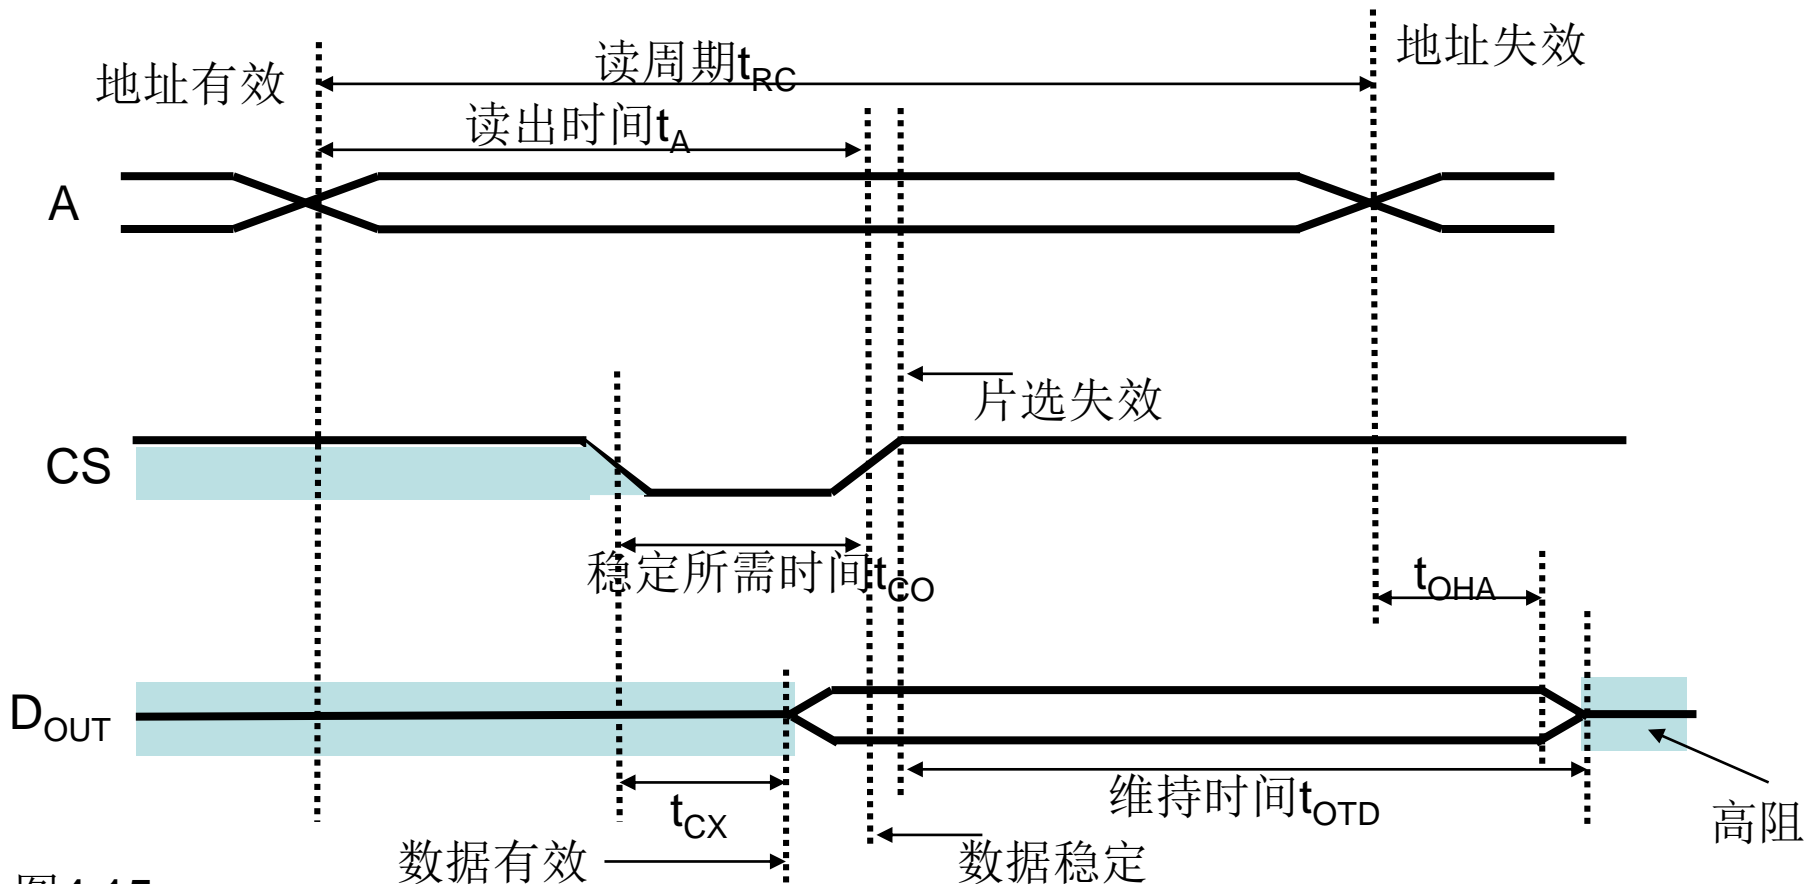 地址有效
读周期tRC
地址失效
读出时间tA
A
片选失效
CS
稳定所需时间tCO
tOHA
DOUT
tCX
维持时间tOTD
高阻
数据有效
数据稳定